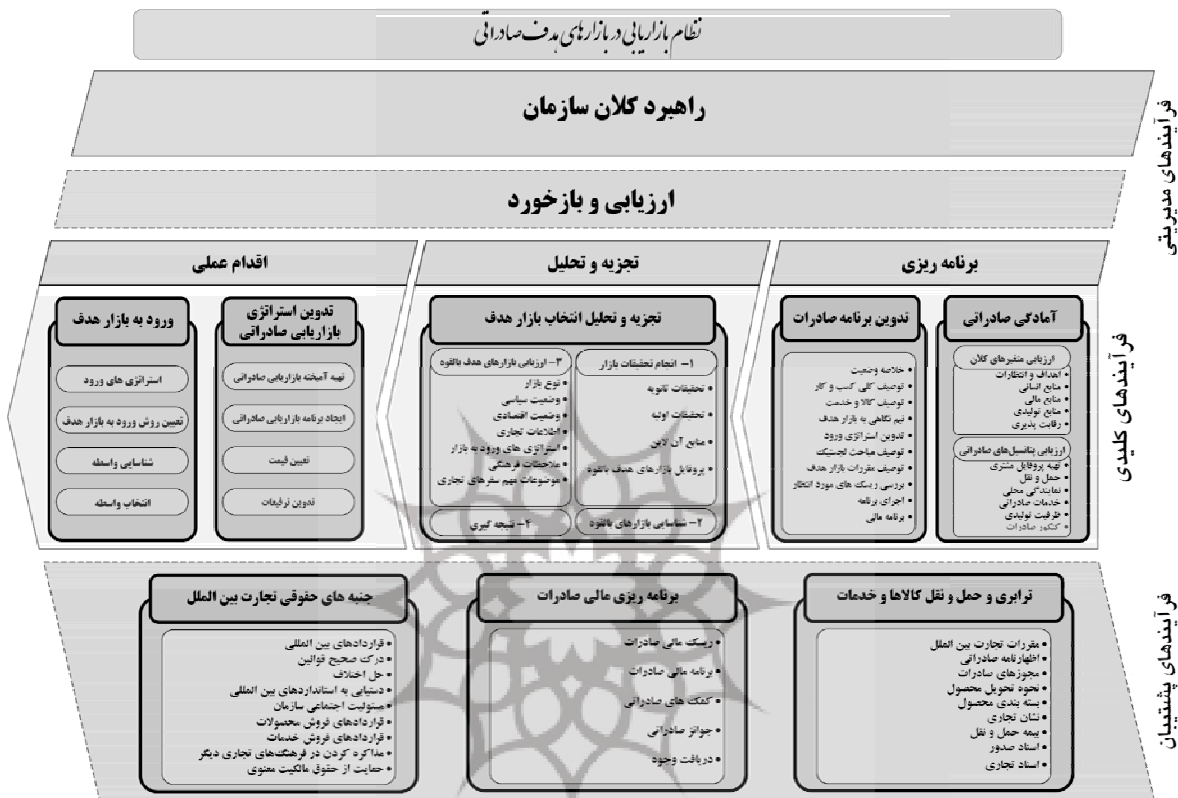 نظام بازاریابی در بازارهای هدف صادراتی
فرآیندهای مدیریتی
راهبرد کلان سازمان
ارزیابی و بازخورد
فرآیندهای کلیدی
برنامه ریزی
آمادگی صادراتی
ارزیابی متغیرهای کلان
• اهداف و انتظارات
• منابع انسانی
• منابع مالی
• منابع تولیدی
• رقابت پذیری
ارزیابی پتانسیل‌های صادراتی
• تهیه پروفایل مشتری
• حمل و نقل
• نمایندگی محلی
• خدمات صادراتی
• ظرفیت تولیدی
• کنکور صادرات
تدوین برنامه صادرات
• خلاصه وضعیت
• توصیف کلی کسب و کار
• توصیف کالا و خدمت
• نیم نگاهی به بازار هدف
• تدوین استراتژی ورود
• توصیف مباحث لجستیک
• توصیف مقررات بازار هدف
• بررسی ریسک های مورد انتظار
• اجرای برنامه
• برنامه مالی
تجزیه و تحلیل
تجزیه و تحلیل انتخاب بازار هدف
۱- انجام تحقیقات بازار
• تحقیقات ثانویه
• تحقیقات اولیه
• منابع آن لاین
• پروفایل بازارهای هدف بالقوه
۲- شناسایی بازارهای بالقوه
۳- ارزیابی بازارهای هدف بالقوه
• نوع بازار
• وضعیت سیاسی
• وضعیت اقتصادی
• اطلاعات تجاری
• استراتژی های ورود به بازار
• ملاحظات فرهنگی
• موضوعات مهم سفرهای تجاری
۴- نتیجه گیری
اقدام عملی
تدوین استراتژی
بازاریابی صادراتی
تهیه آمیخته بازاریابی صادراتی
ایجاد برنامه بازاریابی صادراتی
تعیین قیمت
تدوین ترفیعات
ورود به بازار هدف
استراتژی های ورود
تعیین روش ورود به بازار هدف
شناسایی واسطه
انتخاب واسطه
فرآیندهای پشتیبان
ترابری و حمل و نقل کالاها و خدمات
• مقررات تجارت بین الملل
• اظهارنامه صادراتی
• مجوزهای صادرات
• نحوه تحویل محصول
• بسته بندی محصول
• نشان تجاری
• بیمه حمل و نقل
• اسناد صدور
• اسناد تجاری
برنامه ریزی مالی صادرات
• ریسک مالی صادرات
• برنامه مالی صادرات
• کمک های صادراتی
• جوایز صادراتی
• دریافت وجوه
جنبه های حقوقی تجارت بین الملل
• قراردادهای بین المللی
• درک صحیح قوانین
• حل اختلاف
• دستیابی به استانداردهای بین المللی
• مسئولیت اجتماعی سازمان
• قراردادهای فروش محصولات
• قراردادهای فروش خدمات
• مذاکره کردن در فرهنگ‌های تجاری دیگر
• حمایت از حقوق مالکیت معنوی